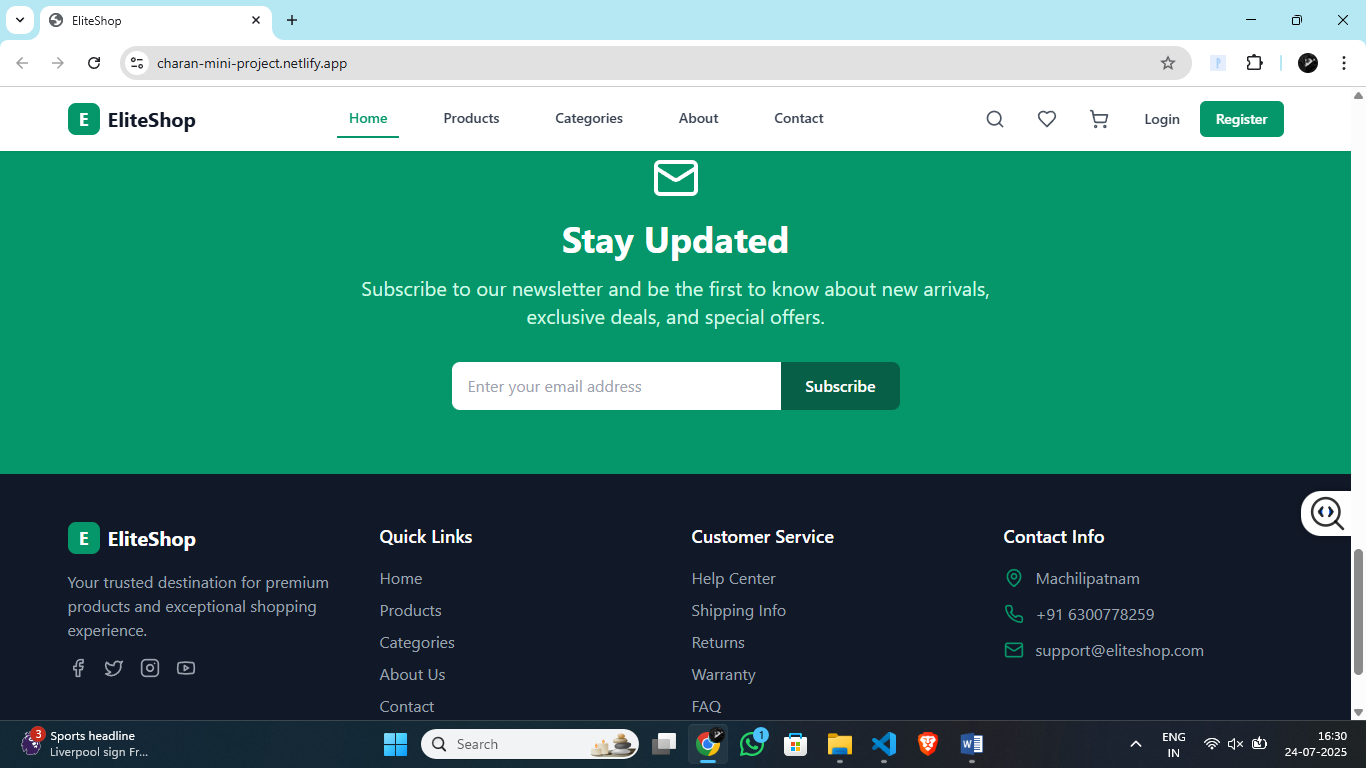 EliteShop
charan-mini-project.netlify.app
E EliteShop
Home Products Categories About Contact Login Register
Stay Updated
Subscribe to our newsletter and be the first to know about new arrivals,
exclusive deals, and special offers.
Enter your email address Subscribe
E EliteShop
Your trusted destination for premium
products and exceptional shopping
experience.
Quick Links
Home
Products
Categories
About Us
Contact
Customer Service
Help Center
Shipping Info
Returns
Warranty
FAQ
Contact Info
Machilipatnam
+91 6300778259
support@eliteshop.com
3
Sports headline
Liverpool sign Fr...
Search
1
W
ENG
IN
16:30
24-07-2025